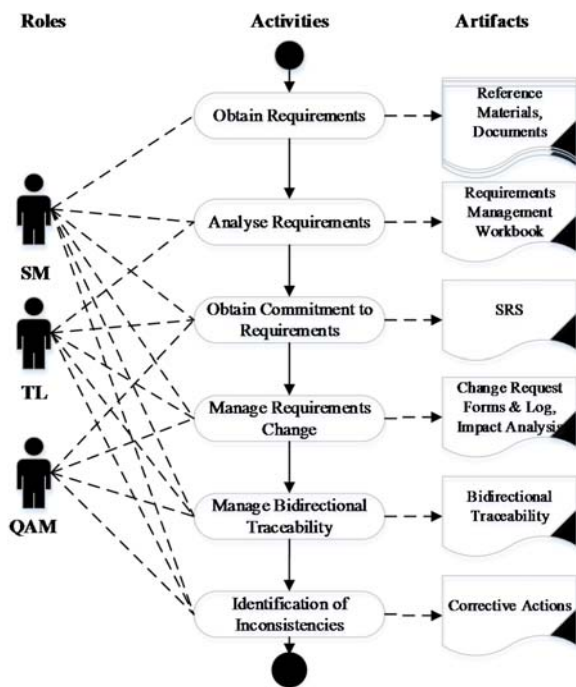 Roles
Activities
Artifacts
Obtain Requirements
Reference
Materials,
Documents
SM
Analyse Requirements
Requirements
Management
Workbook
TL
Obtain Commitment to
Requirements
SRS
Manage Requirements
Change
Change Request
Forms & Log,
Impact Analysis
QAM
Manage Bidirectional
Traceability
Bidirectional
Traceability
Identification of
Inconsistencies
Corrective Actions